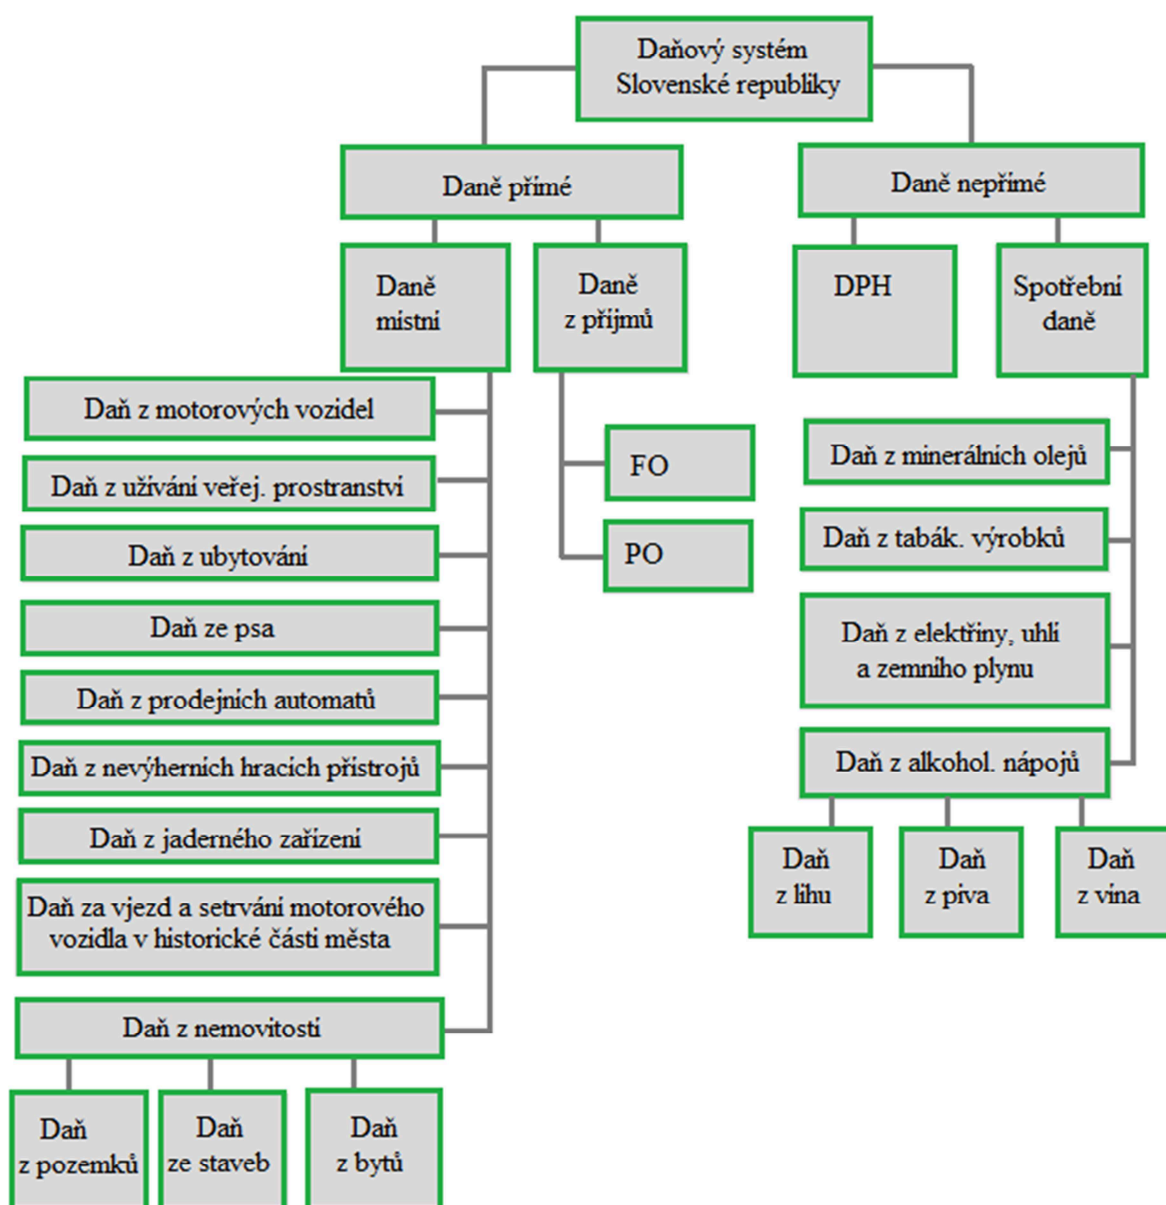 Daňový systém
Slovenské republiky
Daně přímé
Daně nepřímé
Daně
místní
Daně
z příjmů
DPH
Spotřební
daně
Daň z motorových vozidel
Daň z užívání veřej. prostranství
Daň z ubytování
Daň ze psa
Daň z prodejních automatů
Daň z nevýherních hracích přístrojů
Daň z jaderného zařízení
Daň za vjezd a setrvání motorového
vozidla v historické části města
Daň z nemovitostí
Daň
z pozemků
Daň
ze staveb
Daň
z bytů
FO
PO
Daň z minerálních olejů
Daň z tabák. výrobků
Daň z elektřiny, uhlí
a zemního plynu
Daň z alkohol. nápojů
Daň
z lihu
Daň
z piva
Daň
z vína